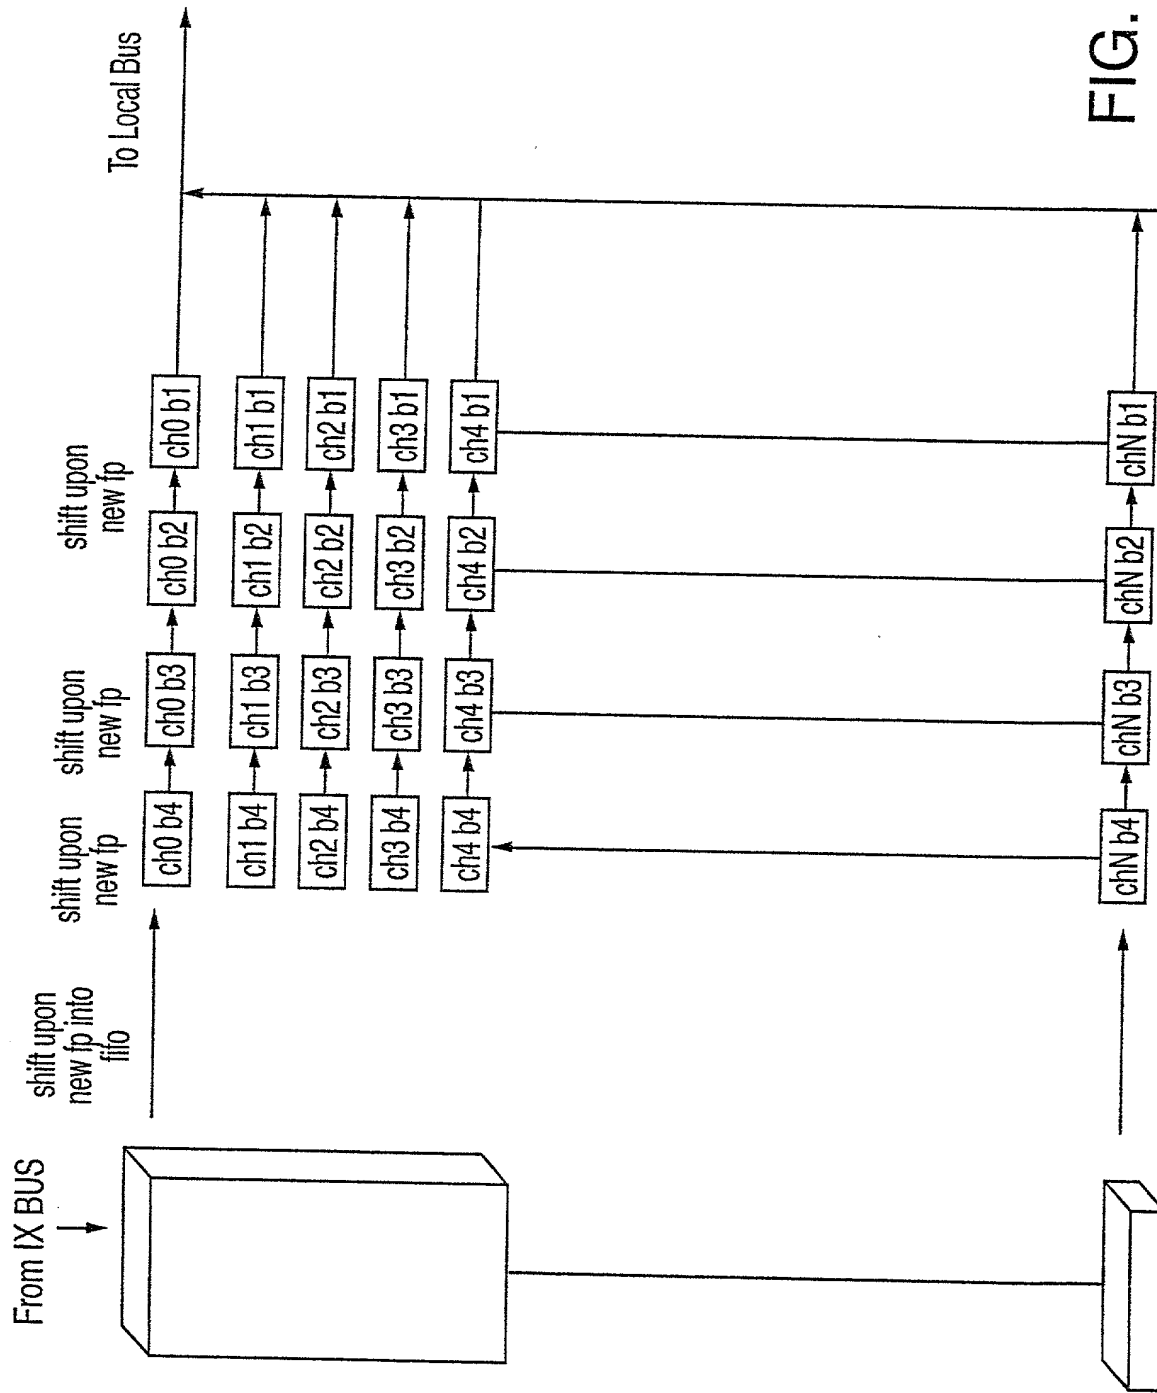 From IX BUS
shift upon
new fp into
fifo
shift upon
new fp
shift upon
new fp
shift upon
new fp
To Local Bus
ch0 b4
ch0 b3
ch0 b2
ch0 b1
ch1 b4
ch1 b3
ch1 b2
ch1 b1
ch2 b4
ch2 b3
ch2 b2
ch2 b1
ch3 b4
ch3 b3
ch3 b2
ch3 b1
ch4 b4
ch4 b3
ch4 b2
ch4 b1
chN b4
chN b3
chN b2
chN b1
FIG.